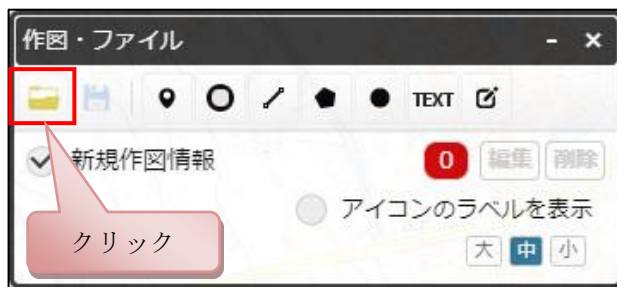 作図・ファイル
TEXT
新規作図情報 0 編集 削除
アイコンのラベルを表示
クリック
大 中 小